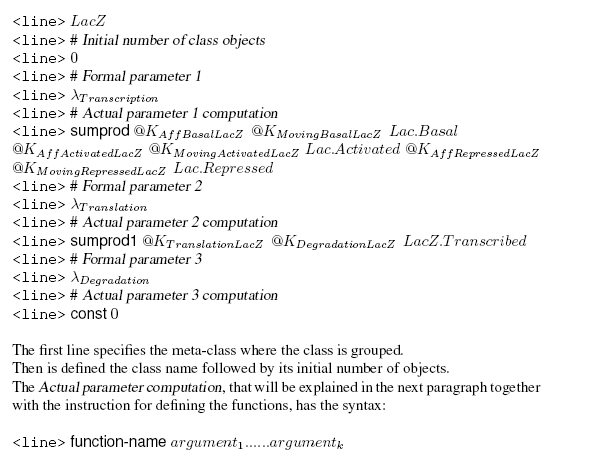 <line> LacZ
<line> # Initial number of class objects
<line> 0
<line> # Formal parameter 1
<line> λ_{Transcription}
<line> # Actual parameter 1 computation
<line> sumprod @K_{AffBasalLacZ} @K_{MovingBasalLacZ} Lac.Basal
@K_{AffActivatedLacZ} @K_{MovingActivatedLacZ} Lac.Activated @K_{AffRepressedLacZ}
@K_{MovingRepressedLacZ} Lac.Repressed
<line> # Formal parameter 2
<line> λ_{Translation}
<line> # Actual parameter 2 computation
<line> sumprod1 @K_{TranslationLacZ} @K_{DegradationLacZ} LacZ.Transcribed
<line> # Formal parameter 3
<line> λ_{Degradation}
<line> # Actual parameter 3 computation
<line> const 0
The first line specifies the meta-class where the class is grouped.
Then is defined the class name followed by its initial number of objects.
The Actual parameter computation, that will be explained in the next paragraph together
with the instruction for defining the functions, has the syntax:
<line> function-name argument_1......argument_k